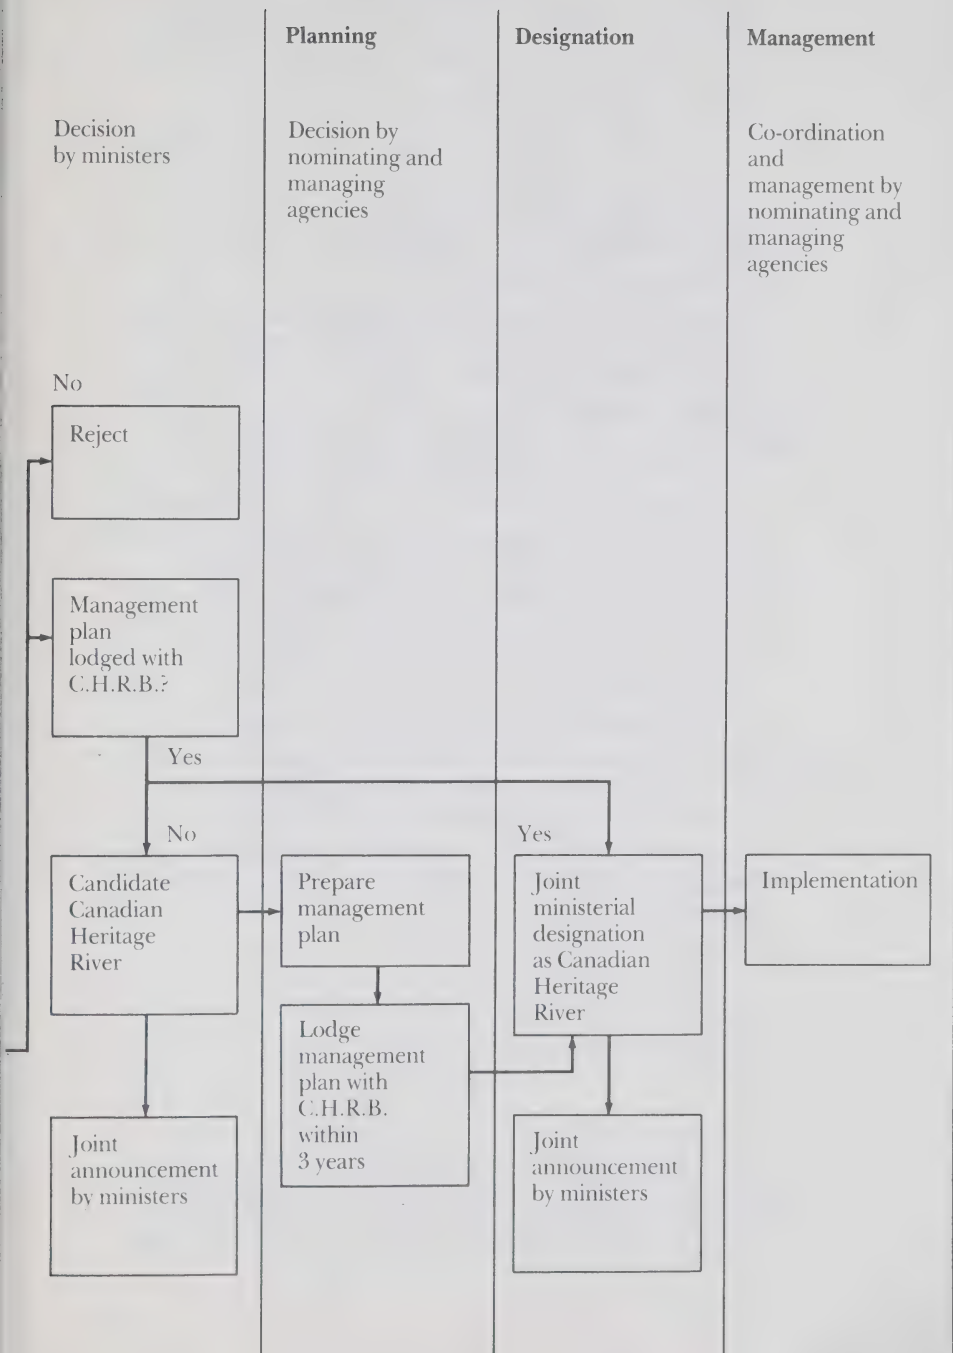 Planning
Designation
Management
Decision
by ministers
Decision by
nominating and
managing
agencies
Co-ordination
and
management by
nominating and
managing
agencies
No
Reject
Management
plan
lodged with
C.H.R.B.?
Yes
No
Yes
Candidate
Canadian
Heritage
River
Prepare
management
plan
Joint
ministerial
designation
as Canadian
Heritage
River
Implementation
Lodge
management
plan with
C.H.R.B.
within
3 years
Joint
announcement
by ministers
Joint
announcement
by ministers